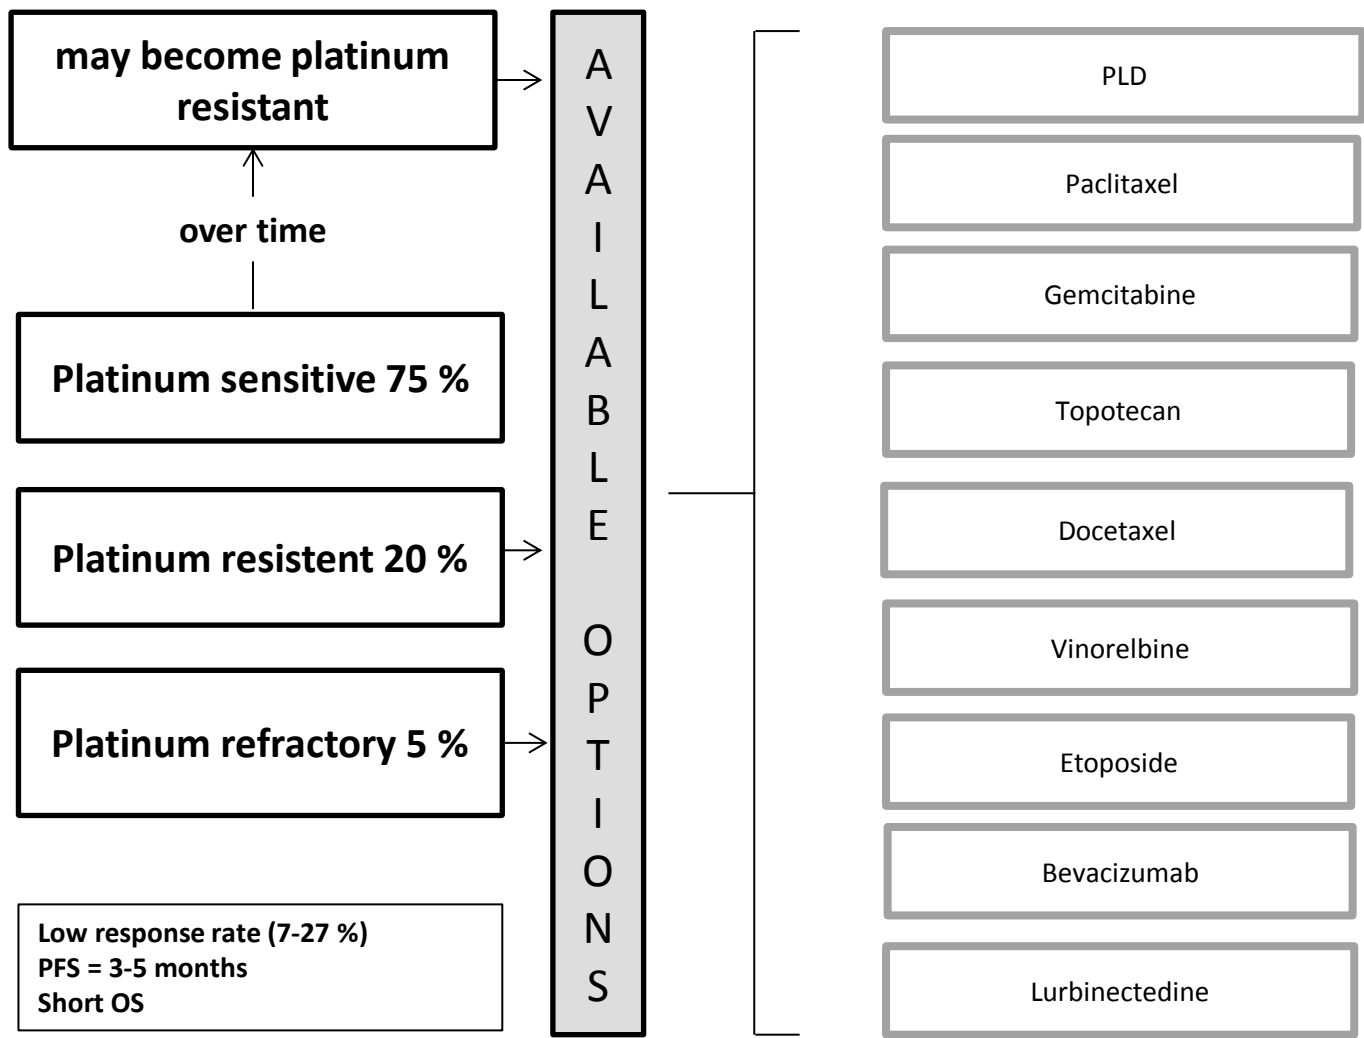 may become platinum
resistant
over time
Platinum sensitive 75 %
Platinum resistent 20 %
Platinum refractory 5 %
Low response rate (7-27 %)
PFS = 3-5 months
Short OS
A
V
A
I
L
A
B
L
E
O
P
T
I
O
N
S
PLD
Paclitaxel
Gemcitabine
Topotecan
Docetaxel
Vinorelbine
Etoposide
Bevacizumab
Lurbinectedine